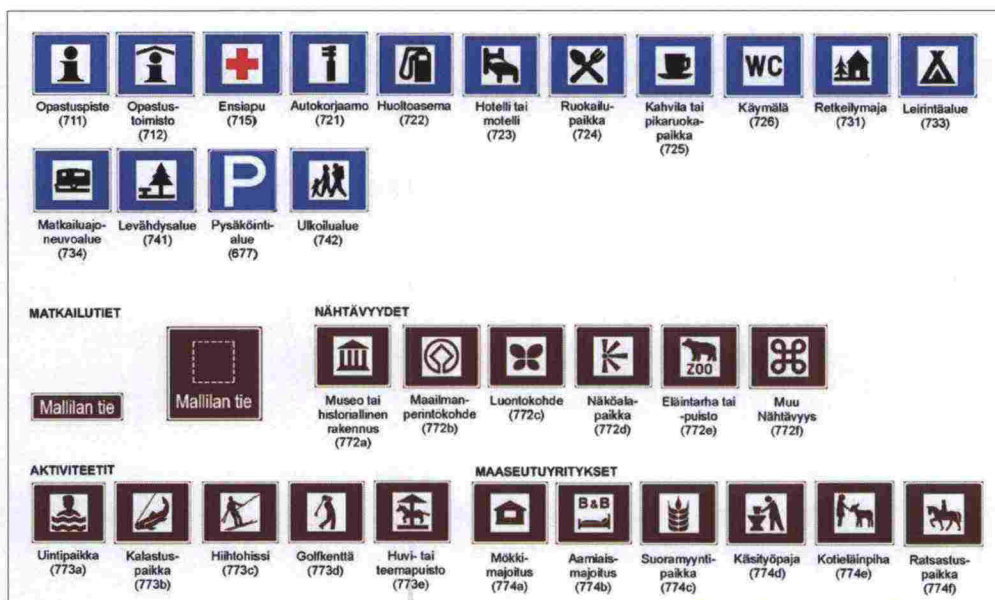 Opastuspiste
(711)
Opastus-
toimisto
(712)
Ensiapu
(715)
Autokorjaamo
(721)
Huoltoasema
(722)
Hotelli tai
motelli
(723)
Ruokailu-
paikka
(724)
Kahvila tai
pikaruoka-
paikka
(725)
WC
Käymälä
(726)
Retkeilymaja
(731)
Leirintäalue
(733)
Matkailuajo-
neuvoalue
(734)
Levähdysalue
(741)
P
Pysäköinti-
alue
(677)
Ulkoilualue
(742)
MATKAILUTIET
Mallilan tie
Mallilan tie
NÄHTÄVYYDET
Museo tai
historiallinen
rakennus
(772a)
Maailman-
perintökohde
(772b)
Luontokohde
(772c)
Näköala-
paikka
(772d)
ZOO
Eläintarha tai
-puisto
(772e)
Muu
Nähtävyys
(772f)
AKTIVITEETIT
Uintipaikka
(773a)
Kalastus-
paikka
(773b)
Hiihtohissi
(773c)
Golfkenttä
(773d)
Huvi- tai
teemapuisto
(773e)
MAASEUTUYRITYKSET
Mökki-
majoitus
(774a)
B&B
Aamiais-
majoitus
(774b)
Suoramyynti-
paikka
(774c)
Käsityöpaja
(774d)
Kotieläinpiha
(774e)
Ratsastus-
paikka
(774f)